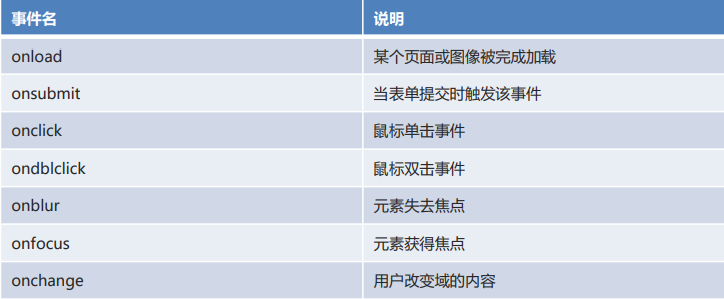 事件名 说明
onload 某个页面或图像被完成加载
onsubmit 当表单提交时触发该事件
onclick 鼠标单击事件
ondblclick 鼠标双击事件
onblur 元素失去焦点
onfocus 元素获得焦点
onchange 用户改变域的内容